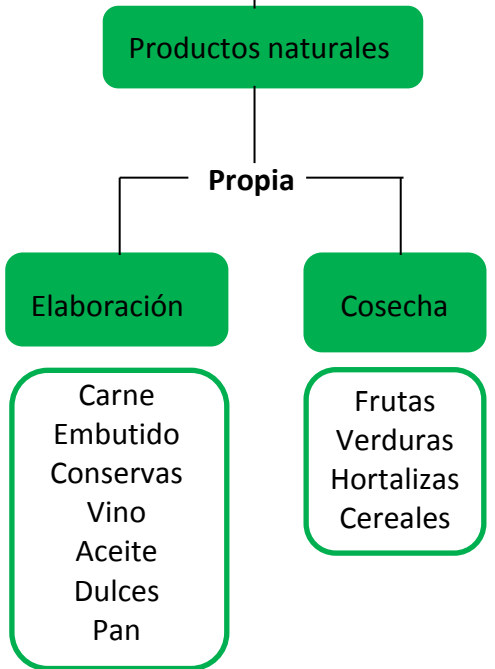 Productos naturales
Propia
Elaboración
Cosecha
Carne
Embutido
Conservas
Vino
Aceite
Dulces
Pan
Frutas
Verduras
Hortalizas
Cereales